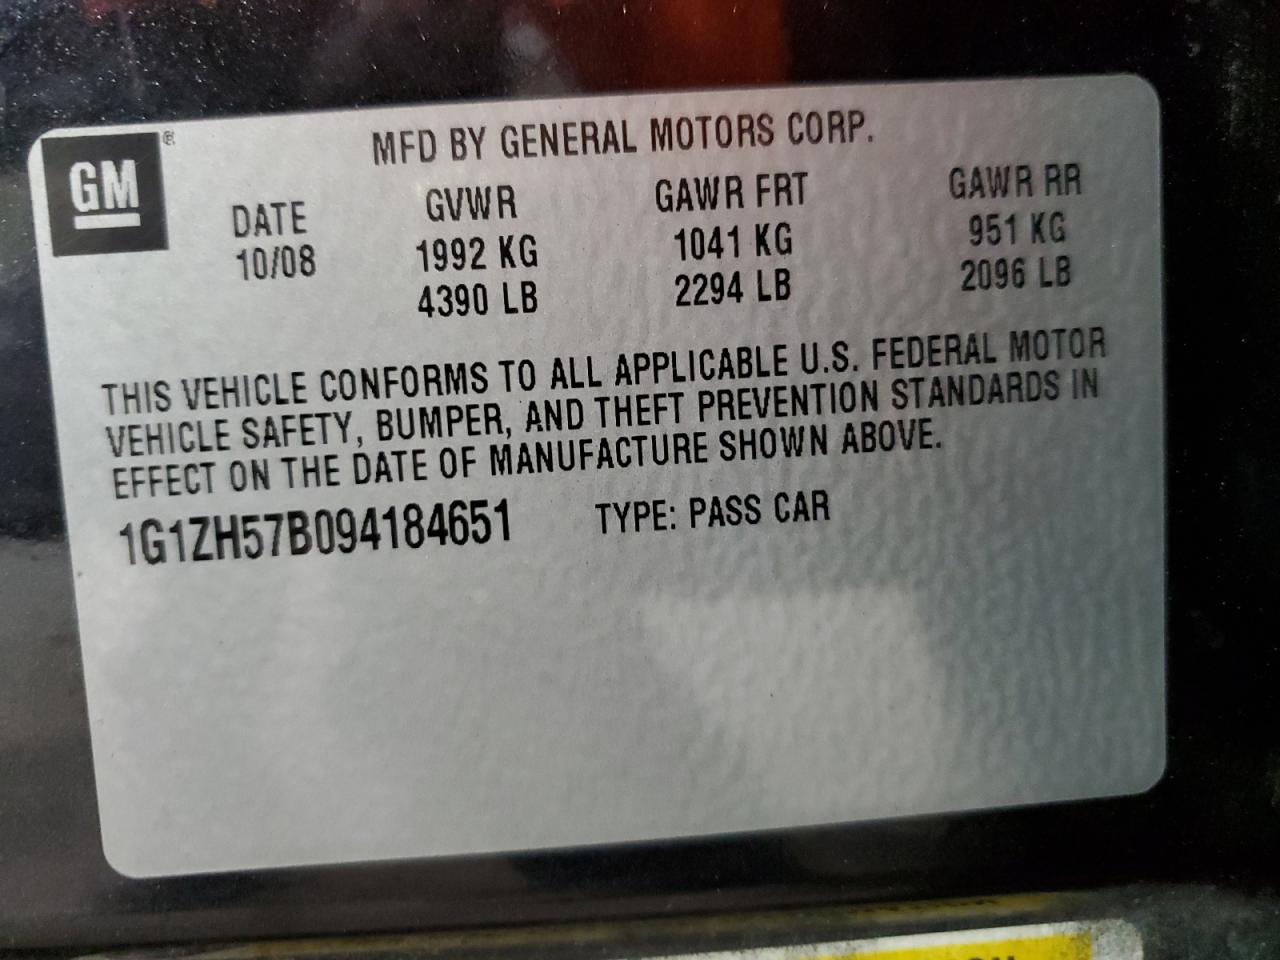 GM®
MFD BY GENERAL MOTORS CORP.
DATE GVWR GAWR FRT GAWR RR
10/08 1992 KG 1041 KG 951 KG
4390 LB 2294 LB 2096 LB
THIS VEHICLE CONFORMS TO ALL APPLICABLE U.S. FEDERAL MOTOR
VEHICLE SAFETY, BUMPER, AND THEFT PREVENTION STANDARDS IN
EFFECT ON THE DATE OF MANUFACTURE SHOWN ABOVE.
1G1ZH57B094184651 TYPE: PASS CAR